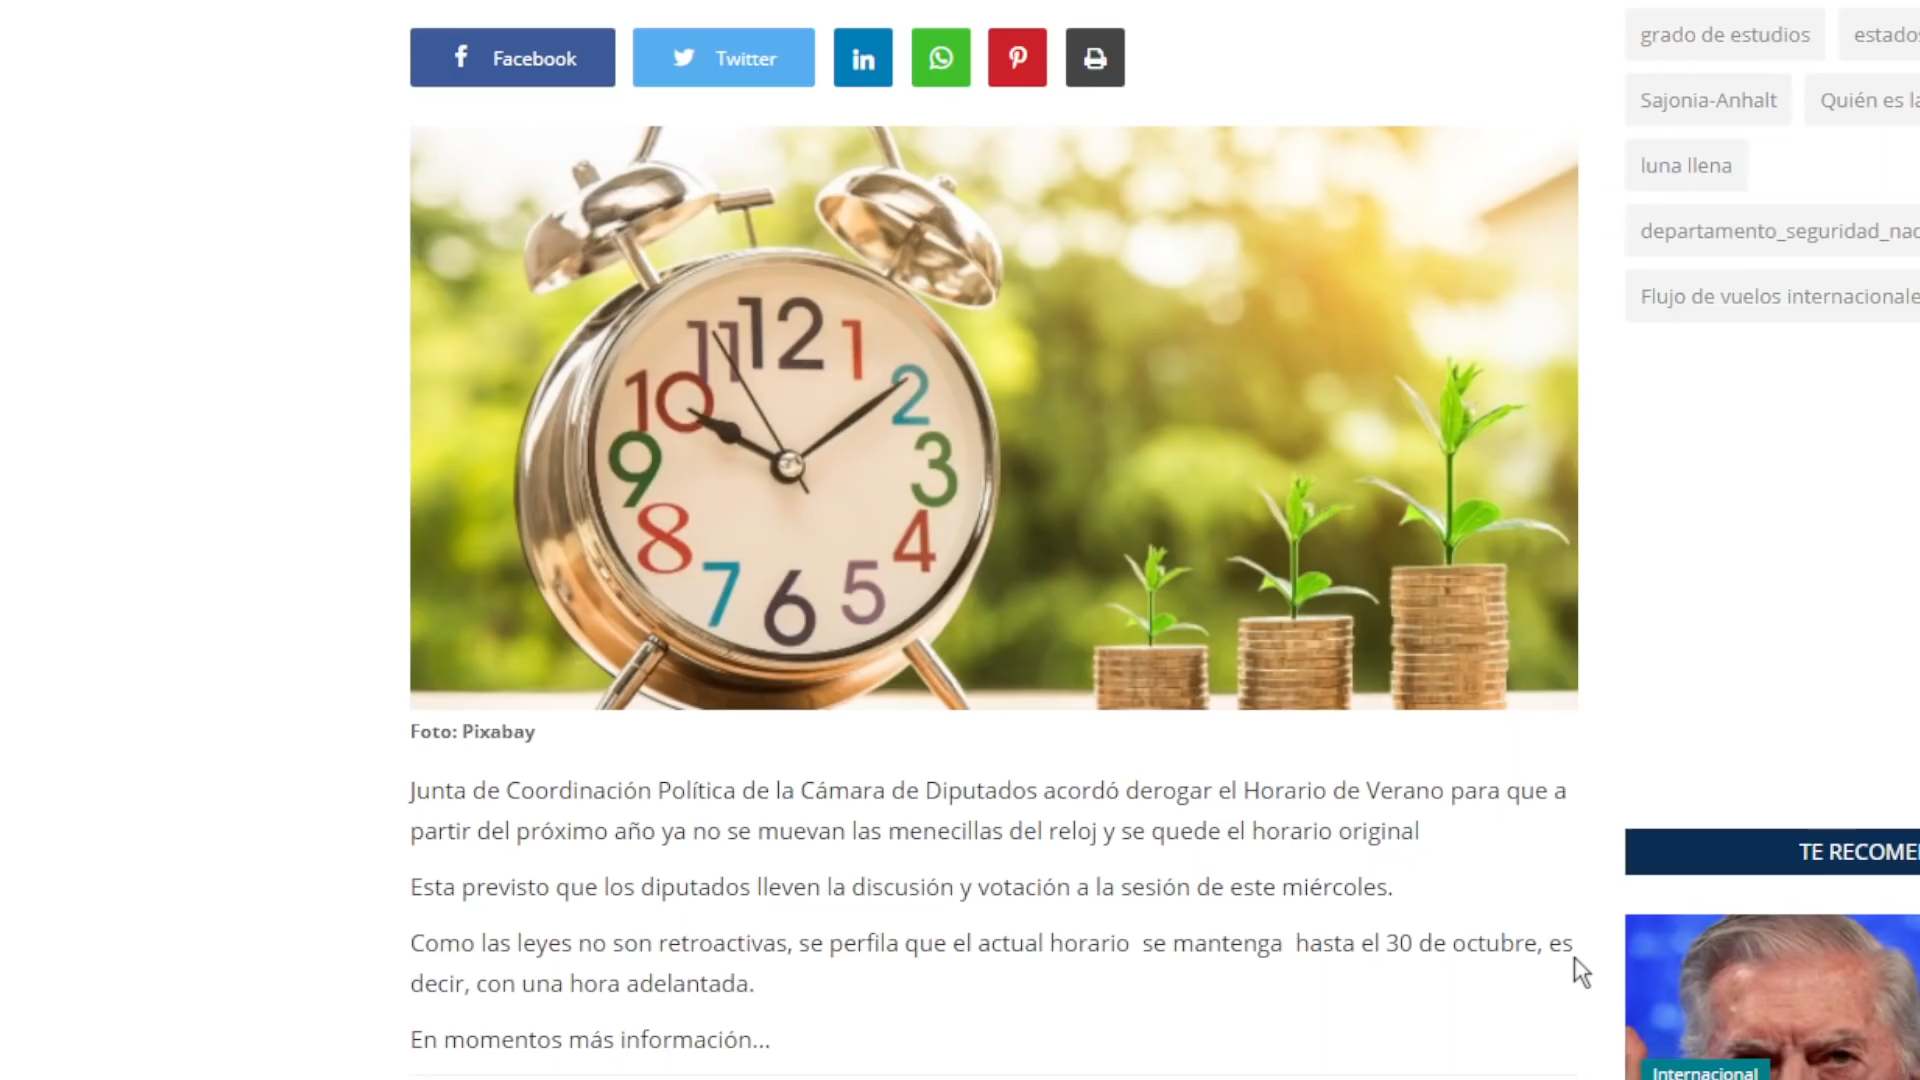 Facebook
Twitter
grado de estudios
estados
Sajonia-Anhalt
Quién es la
luna llena
departamento_seguridad_nac
Flujo de vuelos internacionale
12
1
2
3
4
5
6
7
8
9
10
11
Foto: Pixabay
Junta de Coordinación Política de la Cámara de Diputados acordó derogar el Horario de Verano para que a
partir del próximo año ya no se muevan las menecillas del reloj y se quede el horario original
Esta previsto que los diputados lleven la discusión y votación a la sesión de este miércoles.
Como las leyes no son retroactivas, se perfila que el actual horario  se mantenga  hasta el 30 de octubre, es
decir, con una hora adelantada.
En momentos más información...
TE RECOME
Internacional